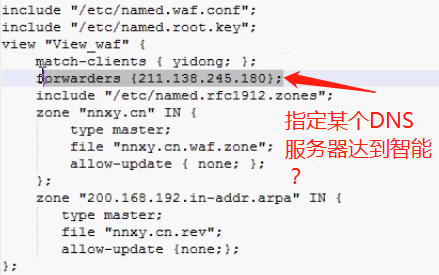 include "/etc/named.waf.conf";
include "/etc/named.root.key";
view "View_waf" {
match-clients { yidong; };
forwarders {211.138.245.180};
include "/etc/named.rfc1912.zones";
zone "nnxy.cn" IN {
type master;
file "nnxy.cn.waf.zone";
allow-update { none; };
};
zone "200.168.192.in-addr.arpa" IN {
type master;
file "nnxy.cn.rev";
allow-update {none;};
};
指定某个DNS
服务器达到智能
?